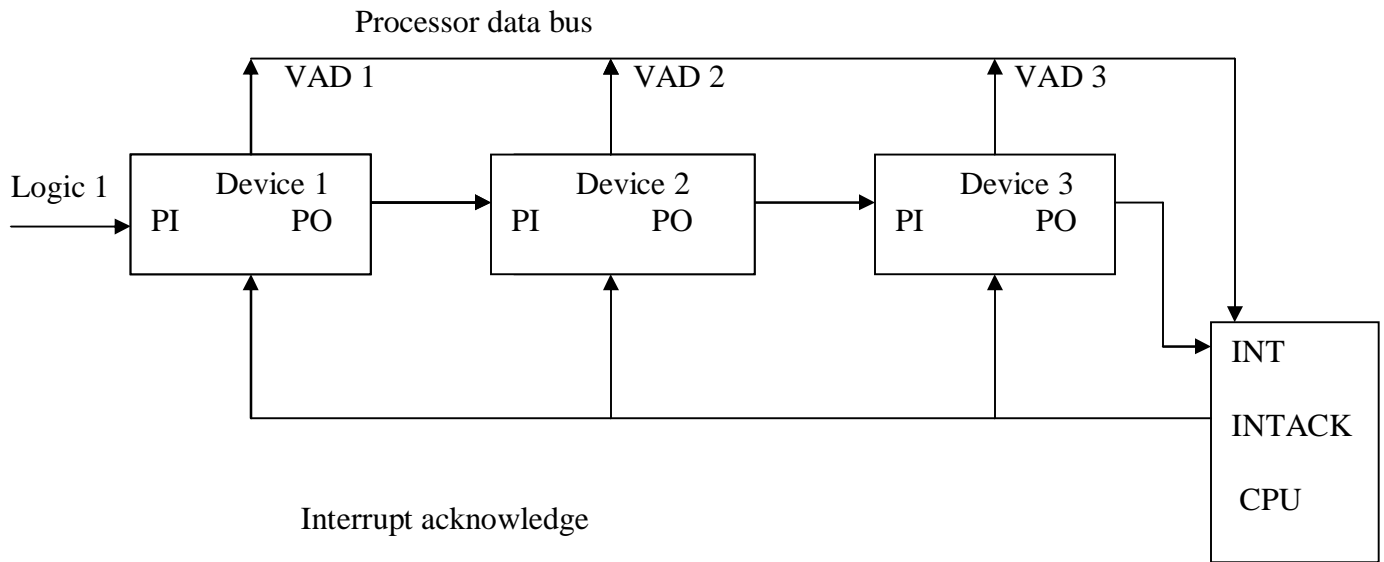 Processor data bus
VAD 1
VAD 2
VAD 3
Logic 1
Device 1
PI
PO
Device 2
PI
PO
Device 3
PI
PO
INT
INTACK
CPU
Interrupt acknowledge